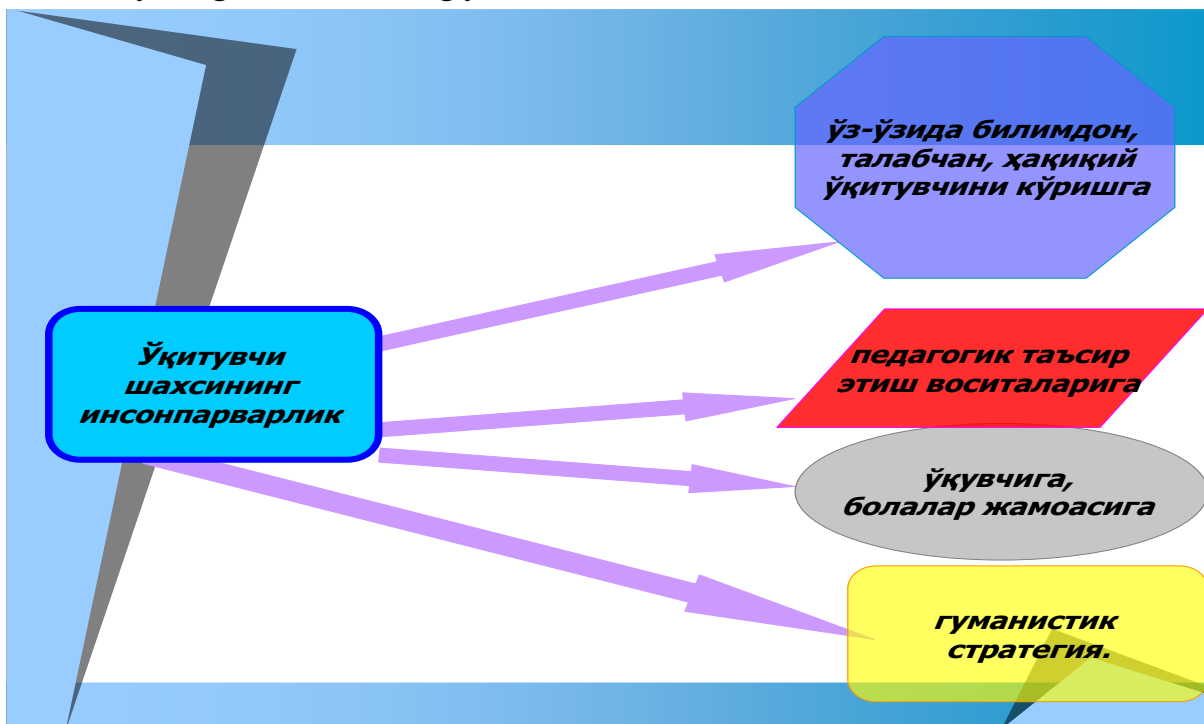 ўз-ўзида билимдон,
талабчан, ҳақиқий
ўқитувчини кўришга
Ўқитувчи
шахсининг
инсонпарварлик
педагогик таъсир
этиш воситаларига
ўқувчига,
болалар жамоасига
гуманистик
стратегия.